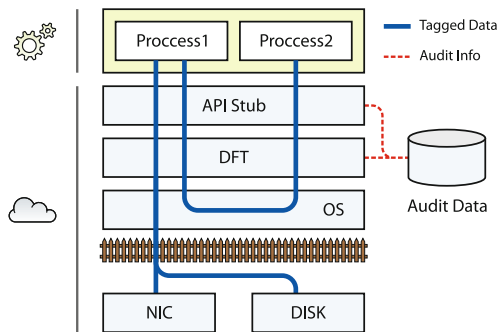 Proccess1
Proccess2
Tagged Data
Audit Info
API Stub
DFT
OS
Audit Data
NIC
DISK